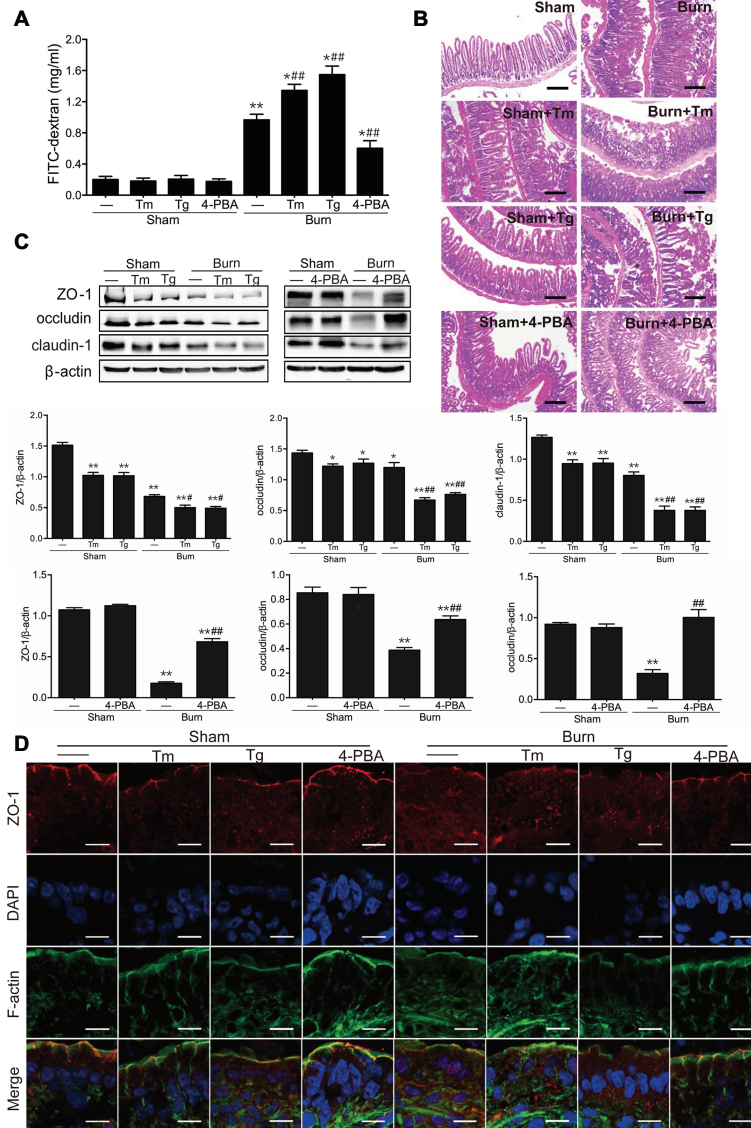 A
FITC-dextran (mg/ml)
2.0
1.6
1.2
0.8
0.4
0.0
** *## *## *##
— Tm Tg 4-PBA — Tm Tg 4-PBA
Sham Burn
B
Sham Burn
Sham+Tm Burn+Tm
Sham+Tg Burn+Tg
Sham+4-PBA Burn+4-PBA
C
Sham Burn Sham Burn
— Tm Tg — Tm Tg — 4-PBA — 4-PBA
ZO-1
occludin
claudin-1
β-actin
ZO-1/β-actin
2.0
1.5
1.0
0.5
0.0
** ** ** **# **#
— Tm Tg — Tm Tg
Sham Burn
occludin/β-actin
2.0
1.5
1.0
0.5
0.0
* * * **## **##
— Tm Tg — Tm Tg
Sham Burn
claudin-1/β-actin
1.5
1.0
0.5
0.0
** ** ** **## **##
— Tm Tg — Tm Tg
Sham Burn
ZO-1/β-actin
1.5
1.0
0.5
0.0
** **##
— 4-PBA — 4-PBA
Sham Burn
occludin/β-actin
1.0
0.8
0.6
0.4
0.2
0.0
** **##
— 4-PBA — 4-PBA
Sham Burn
occludin/β-actin
1.5
1.0
0.5
0.0
** ##
— 4-PBA — 4-PBA
Sham Burn
D
Sham Burn
— Tm Tg 4-PBA — Tm Tg 4-PBA
ZO-1
DAPI
F-actin
Merge